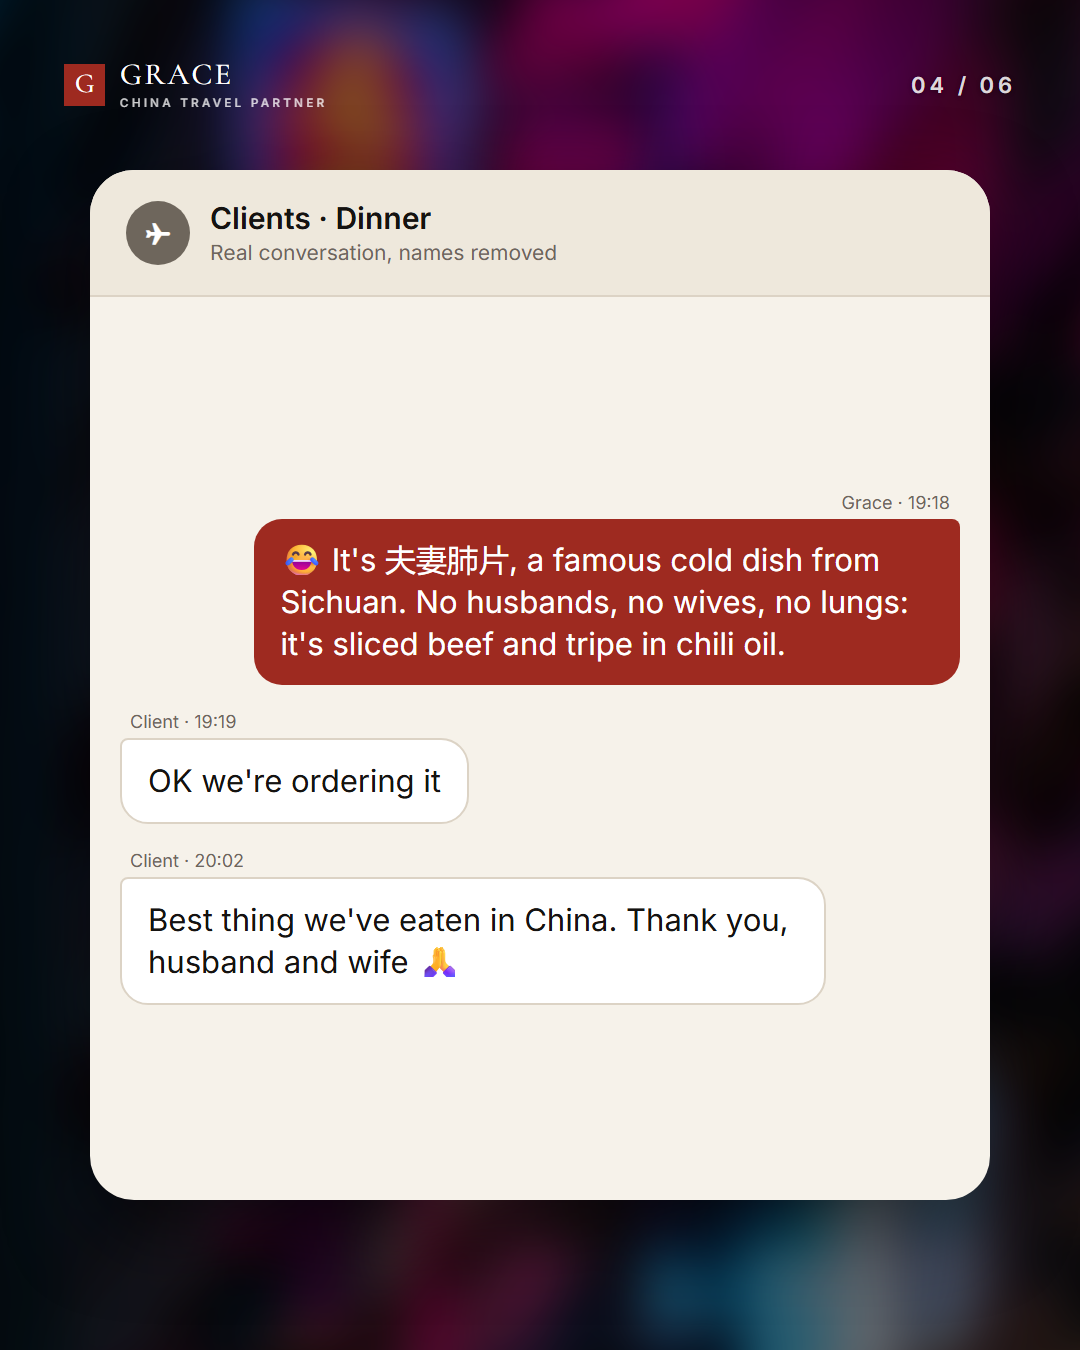 G
GRACE
CHINA TRAVEL PARTNER
04 / 06
Clients · Dinner
Real conversation, names removed
Grace · 19:18
😂 It's 夫妻肺片, a famous cold dish from
Sichuan. No husbands, no wives, no lungs:
it's sliced beef and tripe in chili oil.
Client · 19:19
OK we're ordering it
Client · 20:02
Best thing we've eaten in China. Thank you,
husband and wife 🙏